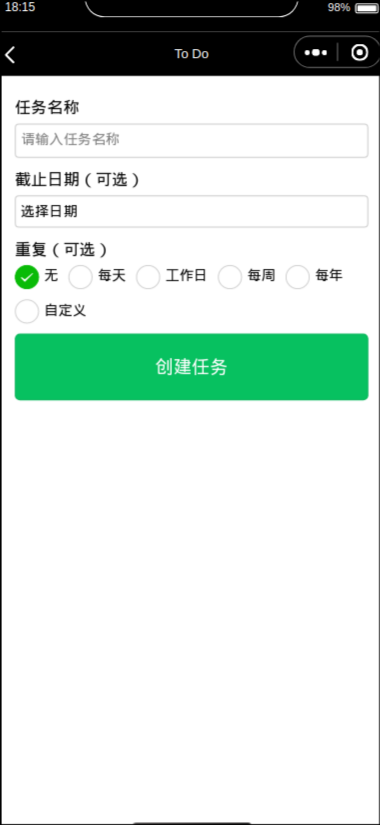 18:15 98%
To Do
任务名称
请输入任务名称
截止日期（可选）
选择日期
重复（可选）
无 每天 工作日 每周 每年
自定义
创建任务